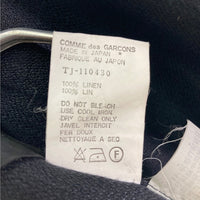 COMME des GARCONS
MADE IN JAPAN
FABRIQUE AU JAPON
TJ-110430
100% LINEN
100% LIN
DO NOT BLEACH
USE COOL IRON
DRY CLEAN ONLY
JAVEL INTERDIT
REPASSAGE DOUX
NETTOYAGE A SEC
F